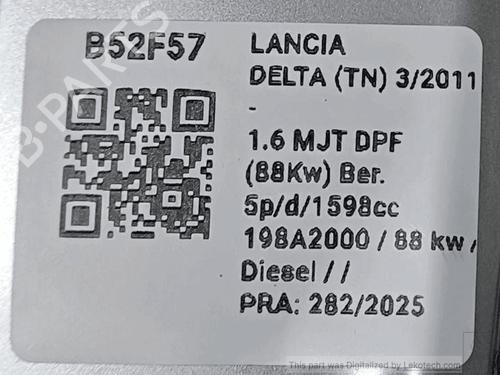 B52F57
LANCIA
DELTA (TN) 3/2011
-
1.6 MJT DPF
(88Kw) Ber.
5p/d/1598cc
198A2000 / 88 kw /
Diesel / /
PRA: 282/2025
B-PARTS
This part was Digitalized by Lekotech.com